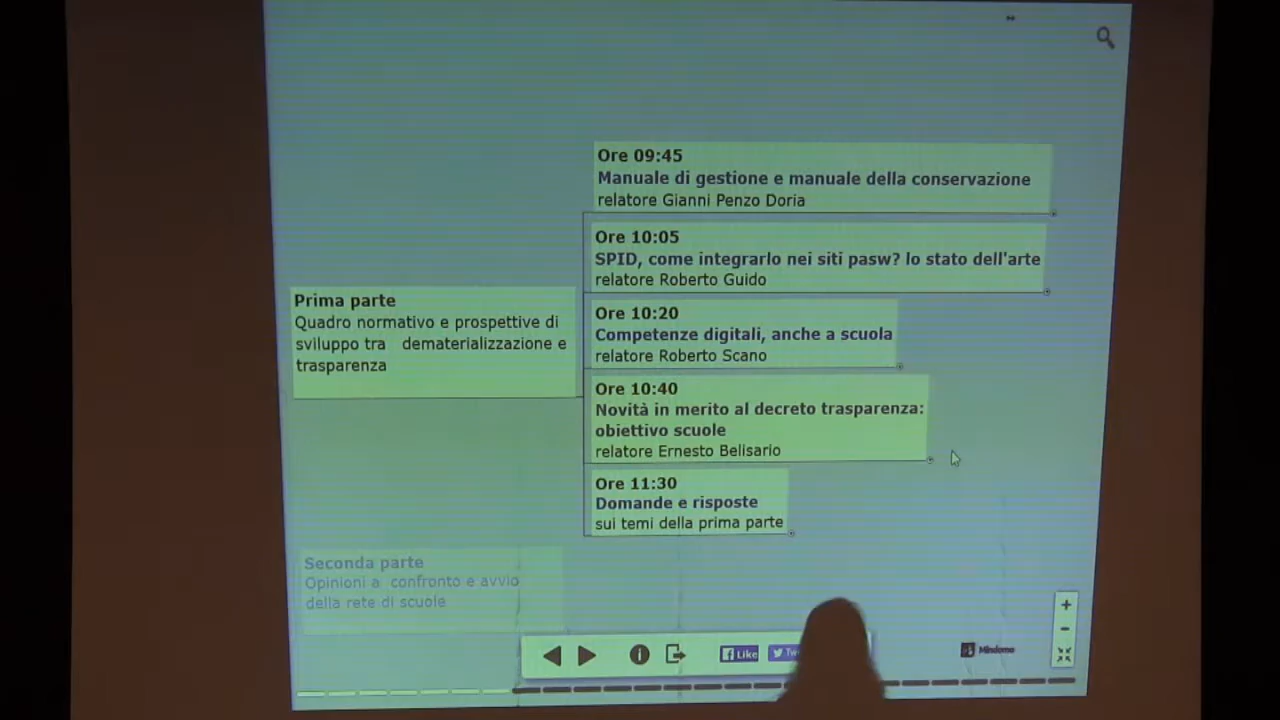 Ore 09:45
Manuale di gestione e manuale della conservazione
relatore Gianni Penzo Doria
Ore 10:05
SPID, come integrarlo nei siti pasw? lo stato dell'arte
relatore Roberto Guido
Prima parte
Quadro normativo e prospettive di
sviluppo tra dematerializzazione e
trasparenza
Ore 10:20
Competenze digitali, anche a scuola
relatore Roberto Scano
Ore 10:40
Novità in merito al decreto trasparenza:
obiettivo scuole
relatore Ernesto Belisario
Ore 11:30
Domande e risposte
sui temi della prima parte
Seconda parte
Opinioni a confronto e avvio
della rete di scuole
Like
Mindomo